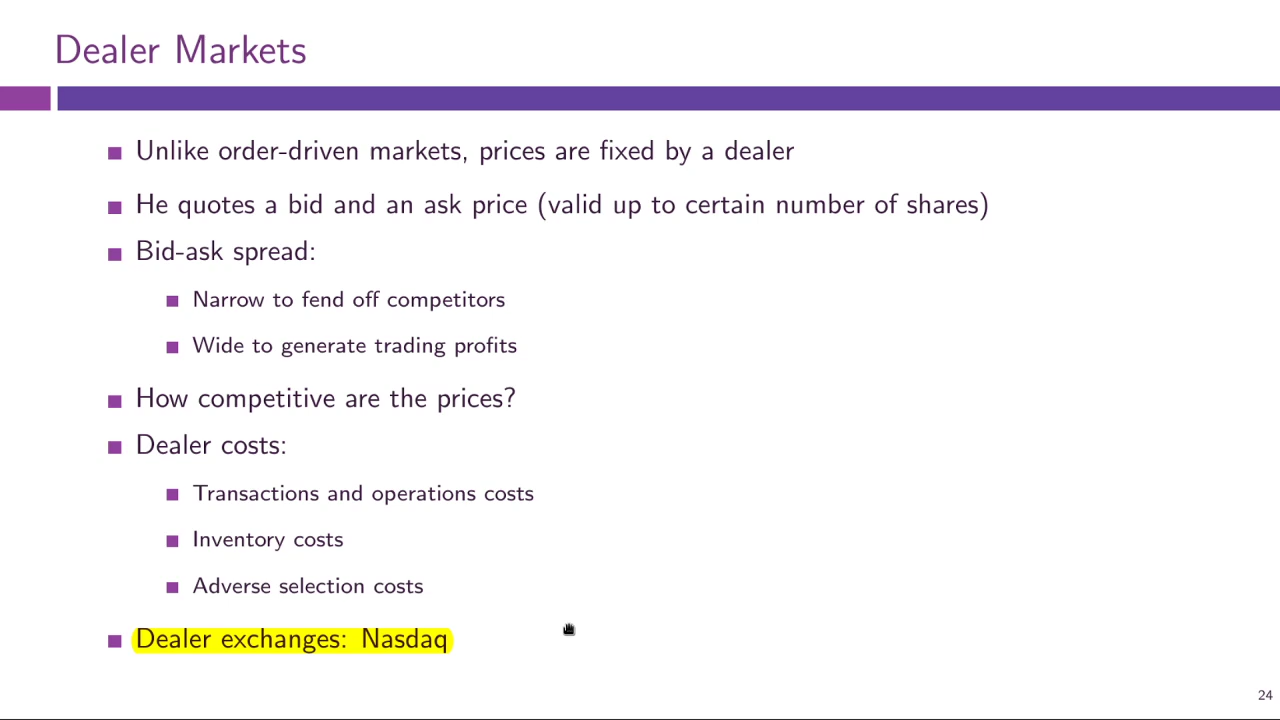 Dealer Markets
Unlike order-driven markets, prices are fixed by a dealer
He quotes a bid and an ask price (valid up to certain number of shares)
Bid-ask spread:
Narrow to fend off competitors
Wide to generate trading profits
How competitive are the prices?
Dealer costs:
Transactions and operations costs
Inventory costs
Adverse selection costs
Dealer exchanges: Nasdaq
24